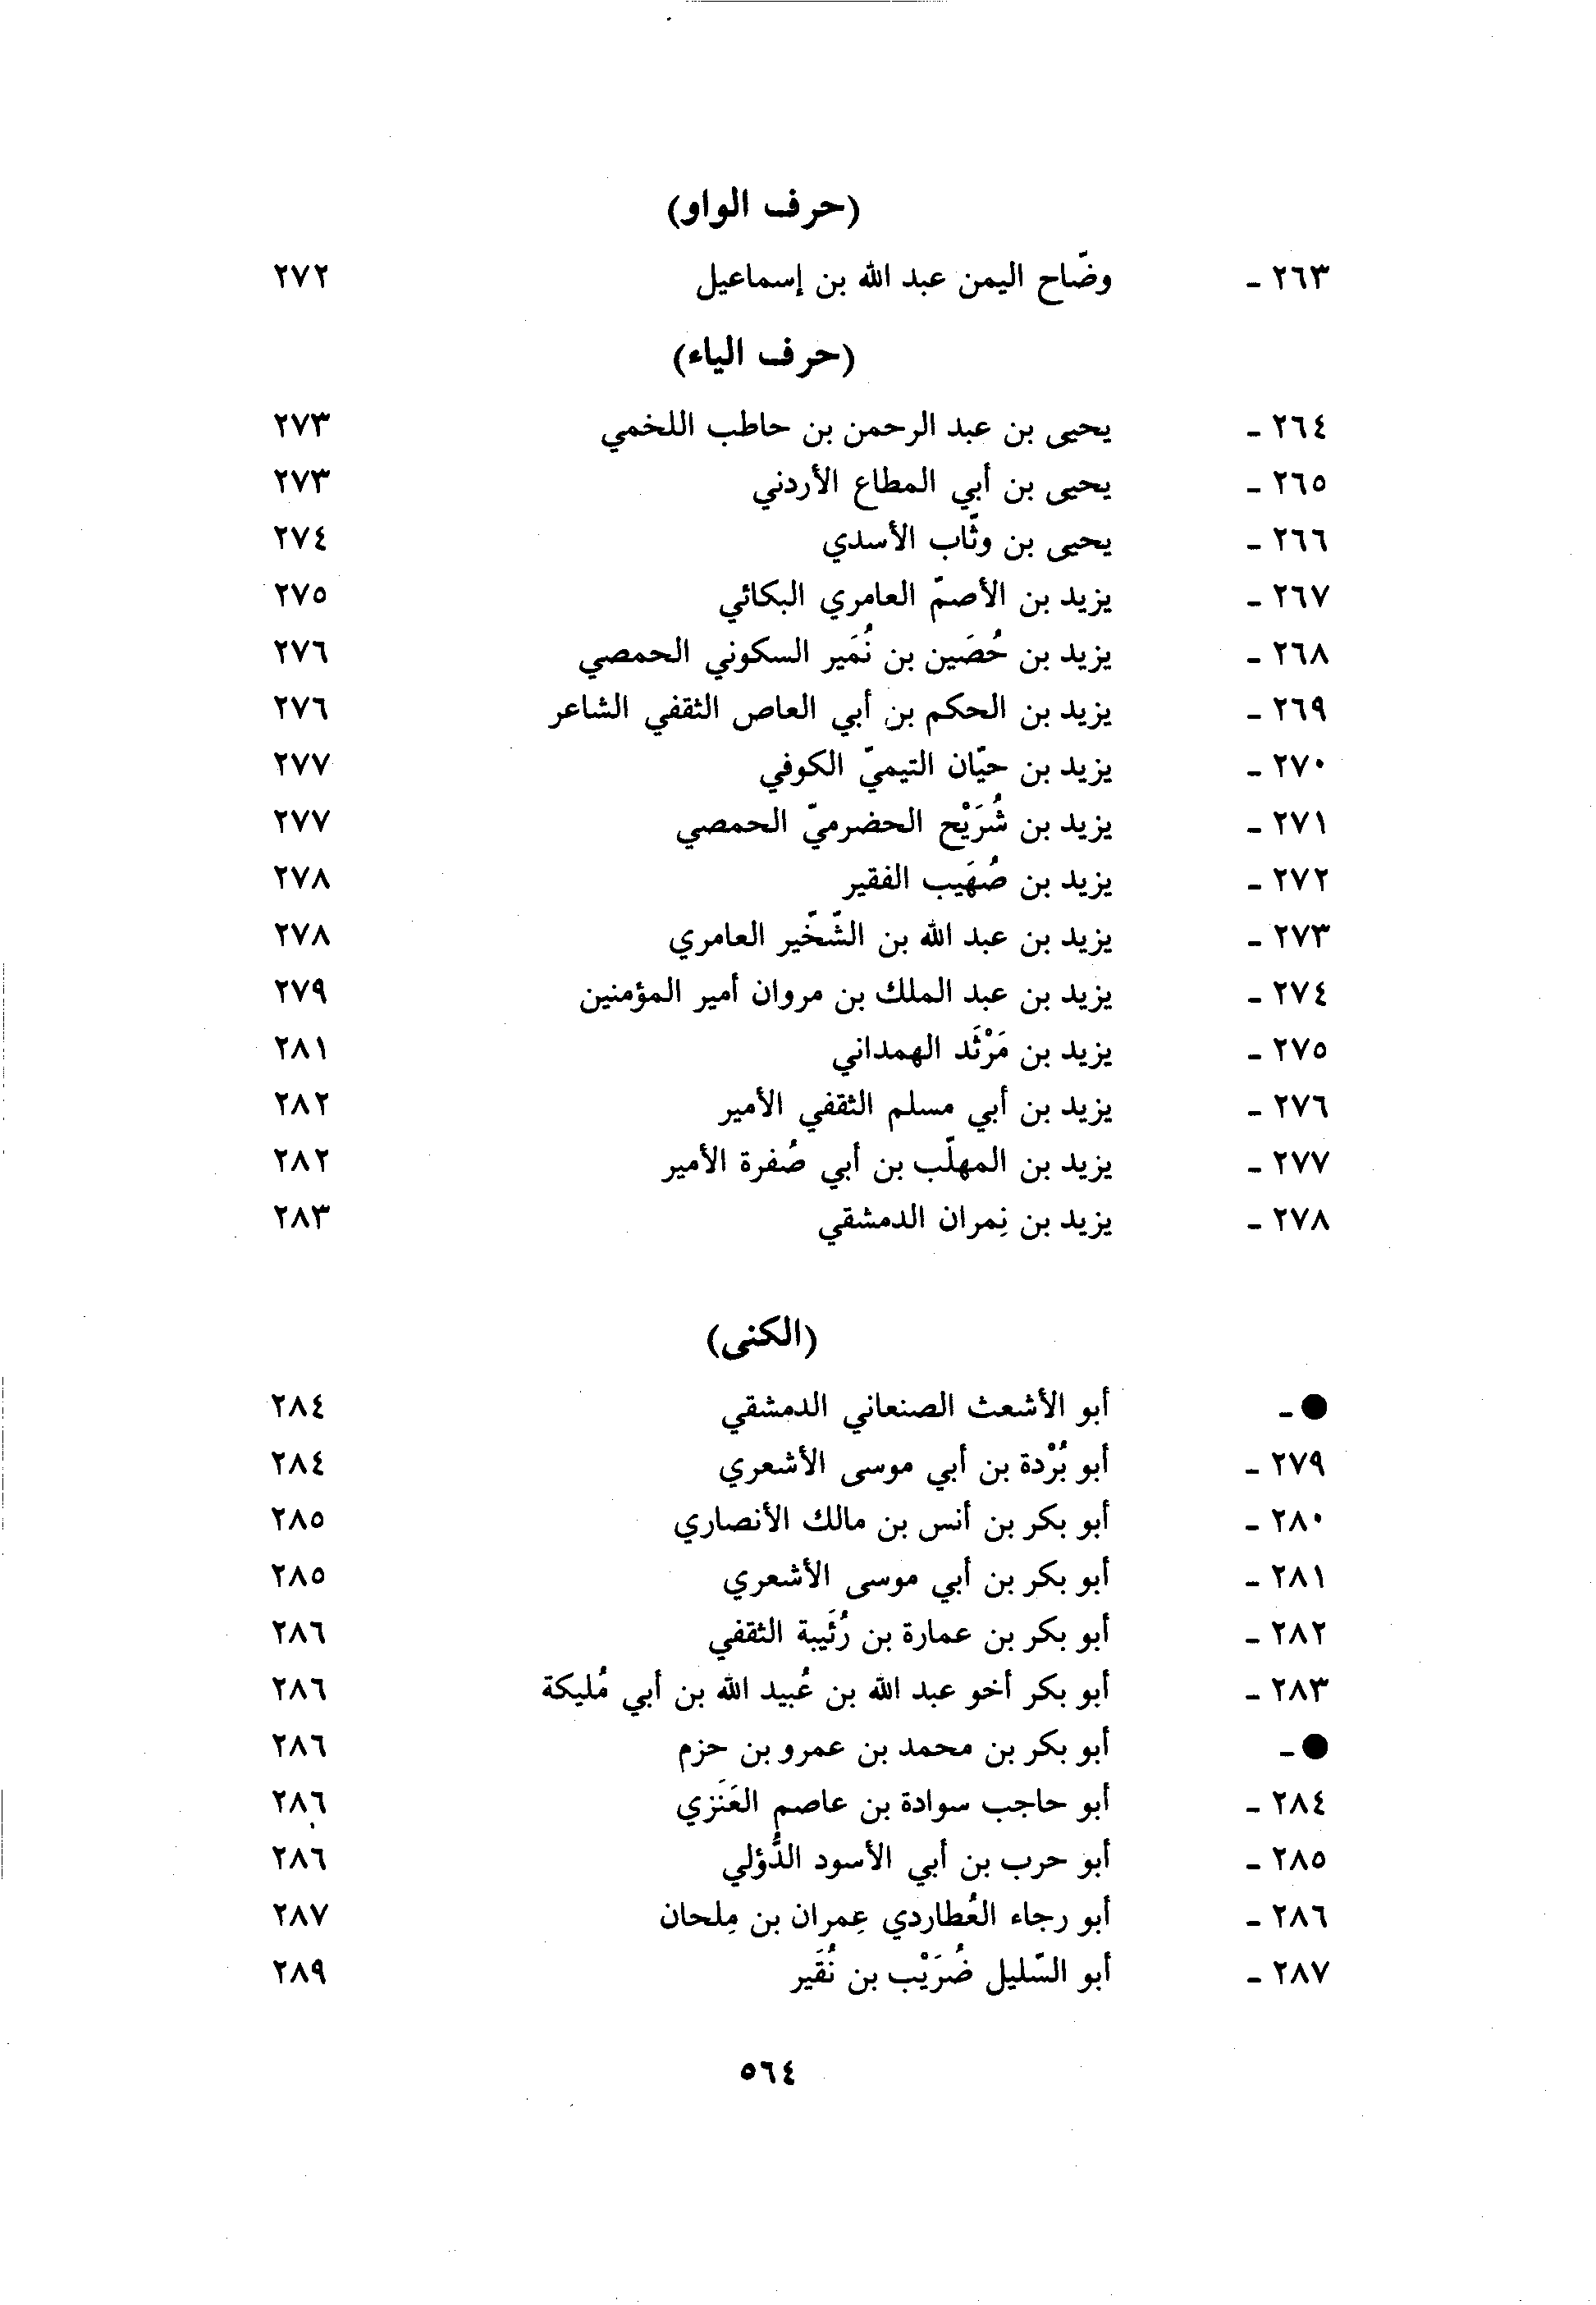 (حرف الواو)
٢٦٣ - وضّاح اليمن عبد الله بن إسماعيل ٢٧٢
(حرف الياء)
٢٦٤ - يحيى بن عبد الرحمن بن حاطب اللخمي ٢٧٣
٢٦٥ - يحيى بن أبي المطاع الأردني ٢٧٣
٢٦٦ - يحيى بن وثّاب الأسدي ٢٧٤
٢٦٧ - يزيد بن الأصمّ العامري البكائي ٢٧٥
٢٦٨ - يزيد بن حُصَين بن نُمَير السكوني الحمصي ٢٧٦
٢٦٩ - يزيد بن الحكم بن أبي العاص الثقفي الشاعر ٢٧٦
٢٧٠ - يزيد بن حيّان التيميّ الكوفي ٢٧٧
٢٧١ - يزيد بن شُرَيْح الحضرميّ الحمصي ٢٧٧
٢٧٢ - يزيد بن صُهَيب الفقير ٢٧٨
٢٧٣ - يزيد بن عبد الله بن الشّخّير العامري ٢٧٨
٢٧٤ - يزيد بن عبد الملك بن مروان أمير المؤمنين ٢٧٩
٢٧٥ - يزيد بن مَرْثَد الهمداني ٢٨١
٢٧٦ - يزيد بن أبي مسلم الثقفي الأمير ٢٨٢
٢٧٧ - يزيد بن المهلّب بن أبي صُفرة الأمير ٢٨٢
٢٧٨ - يزيد بن نِمران الدمشقي ٢٨٣
(الكنى)
● - أبو الأشعث الصنعاني الدمشقي ٢٨٤
٢٧٩ - أبو بُرْدة بن أبي موسى الأشعري ٢٨٤
٢٨٠ - أبو بكر بن أنس بن مالك الأنصاري ٢٨٥
٢٨١ - أبو بكر بن أبي موسى الأشعري ٢٨٥
٢٨٢ - أبو بكر بن عمارة بن رُئَيبة الثقفي ٢٨٦
٢٨٣ - أبو بكر أخو عبد الله بن عُبيد الله بن أبي مُليكة ٢٨٦
● - أبو بكر بن محمد بن عمرو بن حزم ٢٨٦
٢٨٤ - أبو حاجب سوادة بن عاصم العَنَزي ٢٨٦
٢٨٥ - أبو حرب بن أبي الأسود الدُّؤلي ٢٨٦
٢٨٦ - أبو رجاء العُطاردي عِمران بن مِلحان ٢٨٧
٢٨٧ - أبو السّليل ضُرَيْب بن نُقَير ٢٨٩
٥٦٤